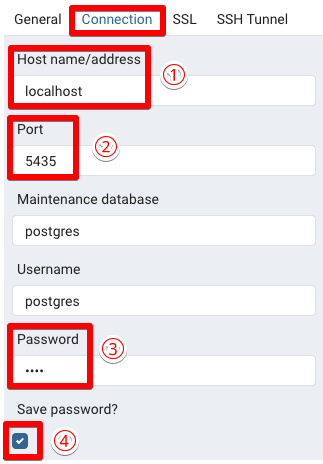 General Connection SSL SSH Tunnel
Host name/address
①
localhost
Port
②
5435
Maintenance database
postgres
Username
postgres
Password
③
••••
Save password?
④